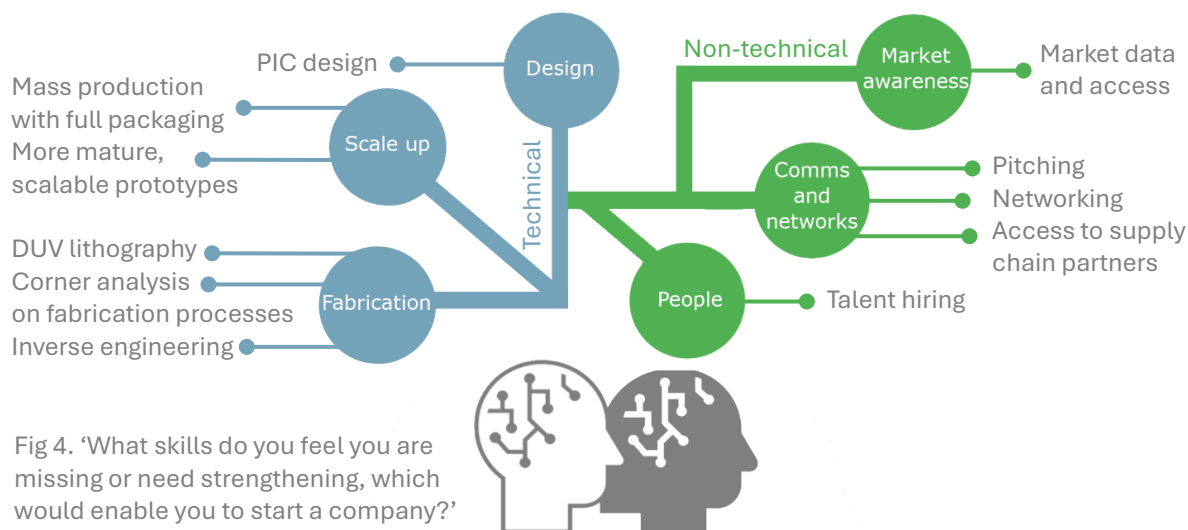 PIC design
Design
Mass production
with full packaging
More mature,
scalable prototypes
Scale up
DUV lithography
Corner analysis
on fabrication processes
Inverse engineering
Fabrication
Technical
Non-technical
Market
awareness
Market data
and access
Comms
and
networks
Pitching
Networking
Access to supply
chain partners
People
Talent hiring
Fig 4. ‘What skills do you feel you are
missing or need strengthening, which
would enable you to start a company?’